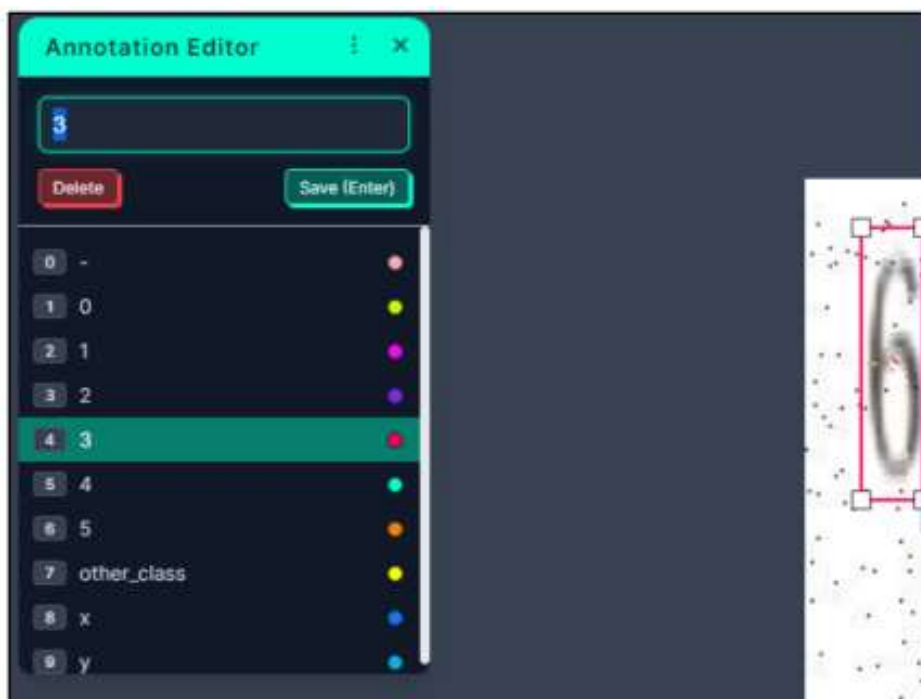 Annotation Editor
3
Delete
Save (Enter)
0 -
1 0
2 1
3 2
4 3
5 4
6 5
7 other_class
8 x
9 y
6